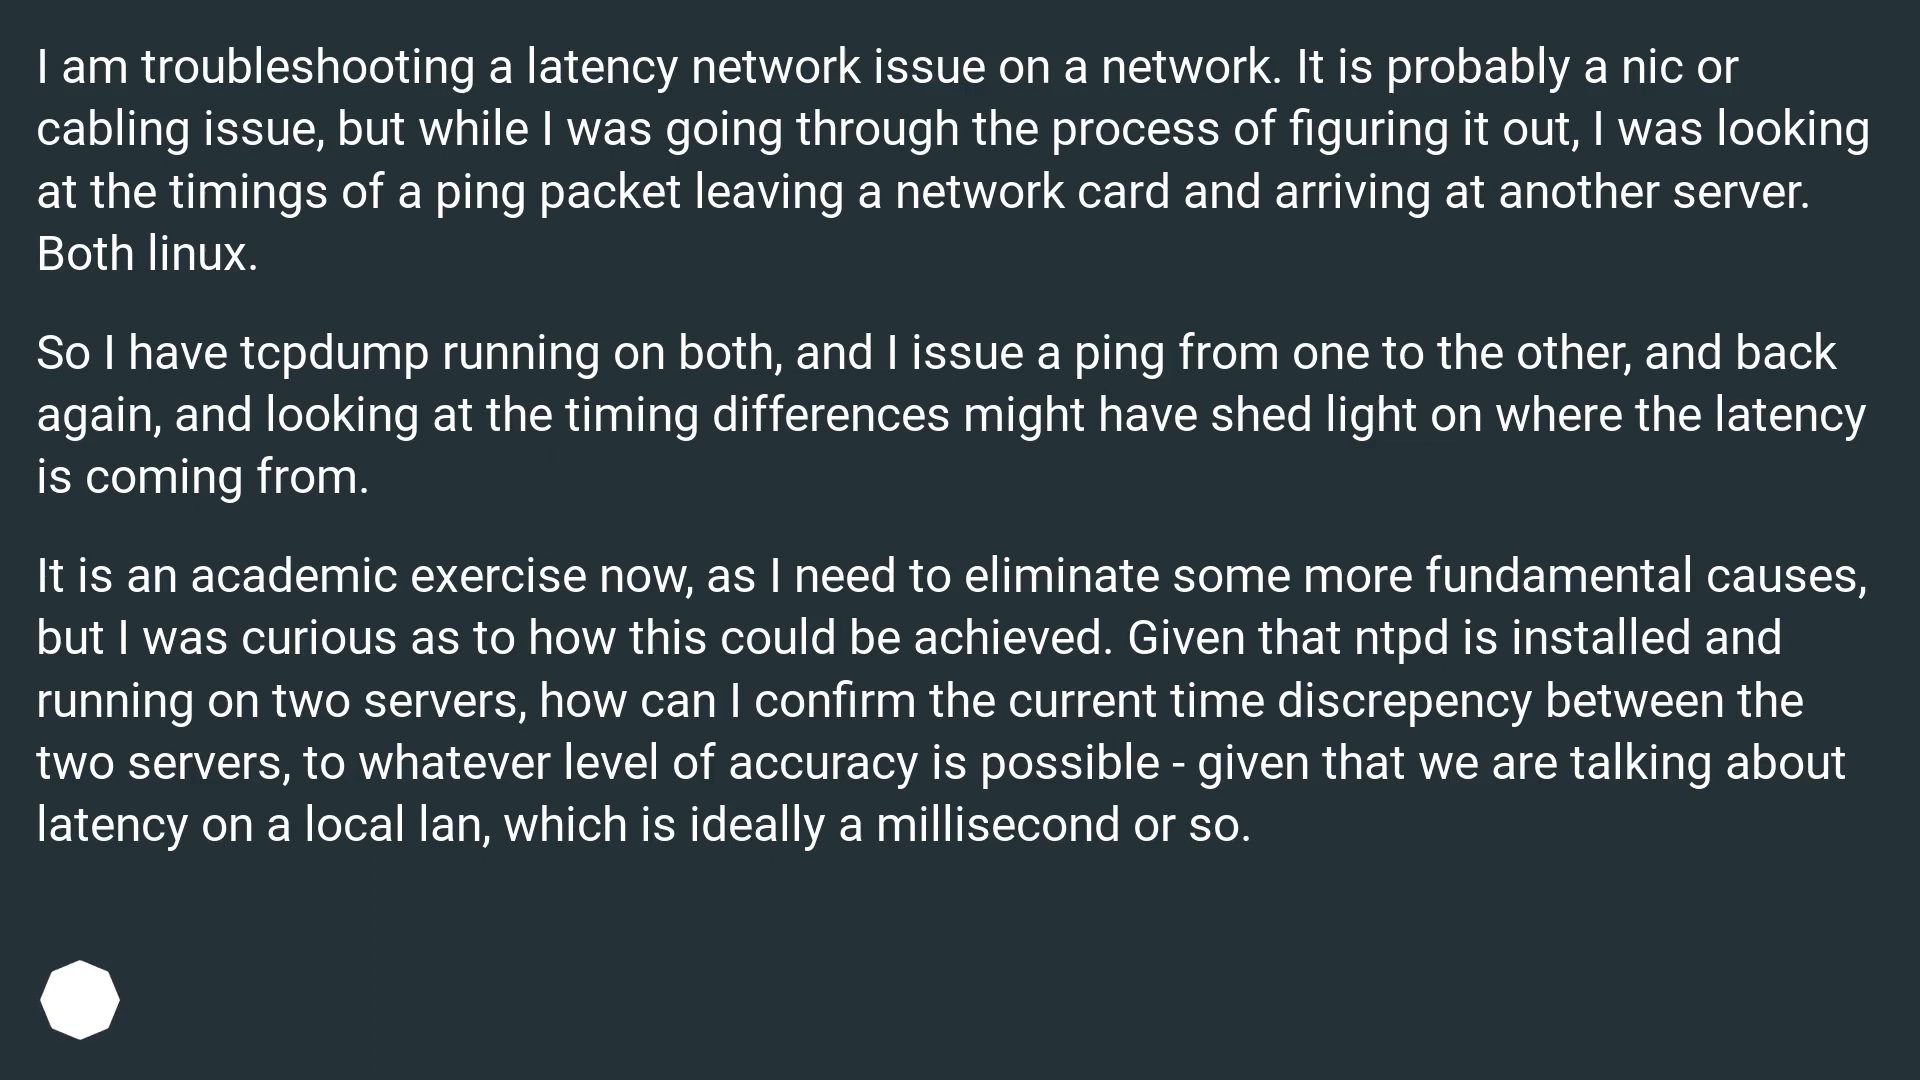 I am troubleshooting a latency network issue on a network. It is probably a nic or
cabling issue, but while I was going through the process of figuring it out, I was looking
at the timings of a ping packet leaving a network card and arriving at another server.
Both linux.
So I have tcpdump running on both, and I issue a ping from one to the other, and back
again, and looking at the timing differences might have shed light on where the latency
is coming from.
It is an academic exercise now, as I need to eliminate some more fundamental causes,
but I was curious as to how this could be achieved. Given that ntpd is installed and
running on two servers, how can I confirm the current time discrepency between the
two servers, to whatever level of accuracy is possible - given that we are talking about
latency on a local lan, which is ideally a millisecond or so.